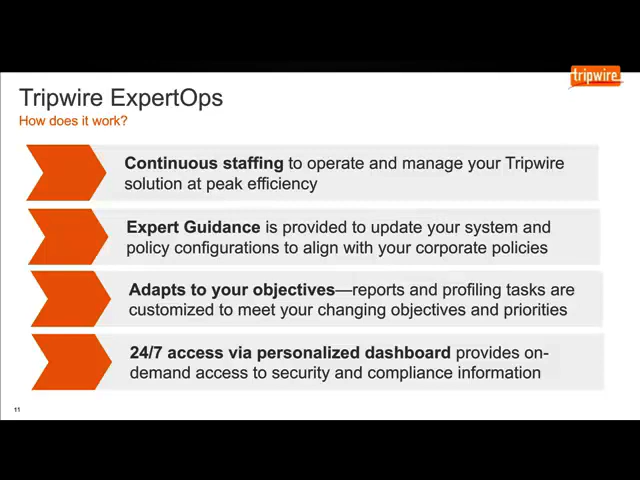 tripwire
Tripwire ExpertOps
How does it work?
Continuous staffing to operate and manage your Tripwire
solution at peak efficiency
Expert Guidance is provided to update your system and
policy configurations to align with your corporate policies
Adapts to your objectives—reports and profiling tasks are
customized to meet your changing objectives and priorities
24/7 access via personalized dashboard provides on-
demand access to security and compliance information
11